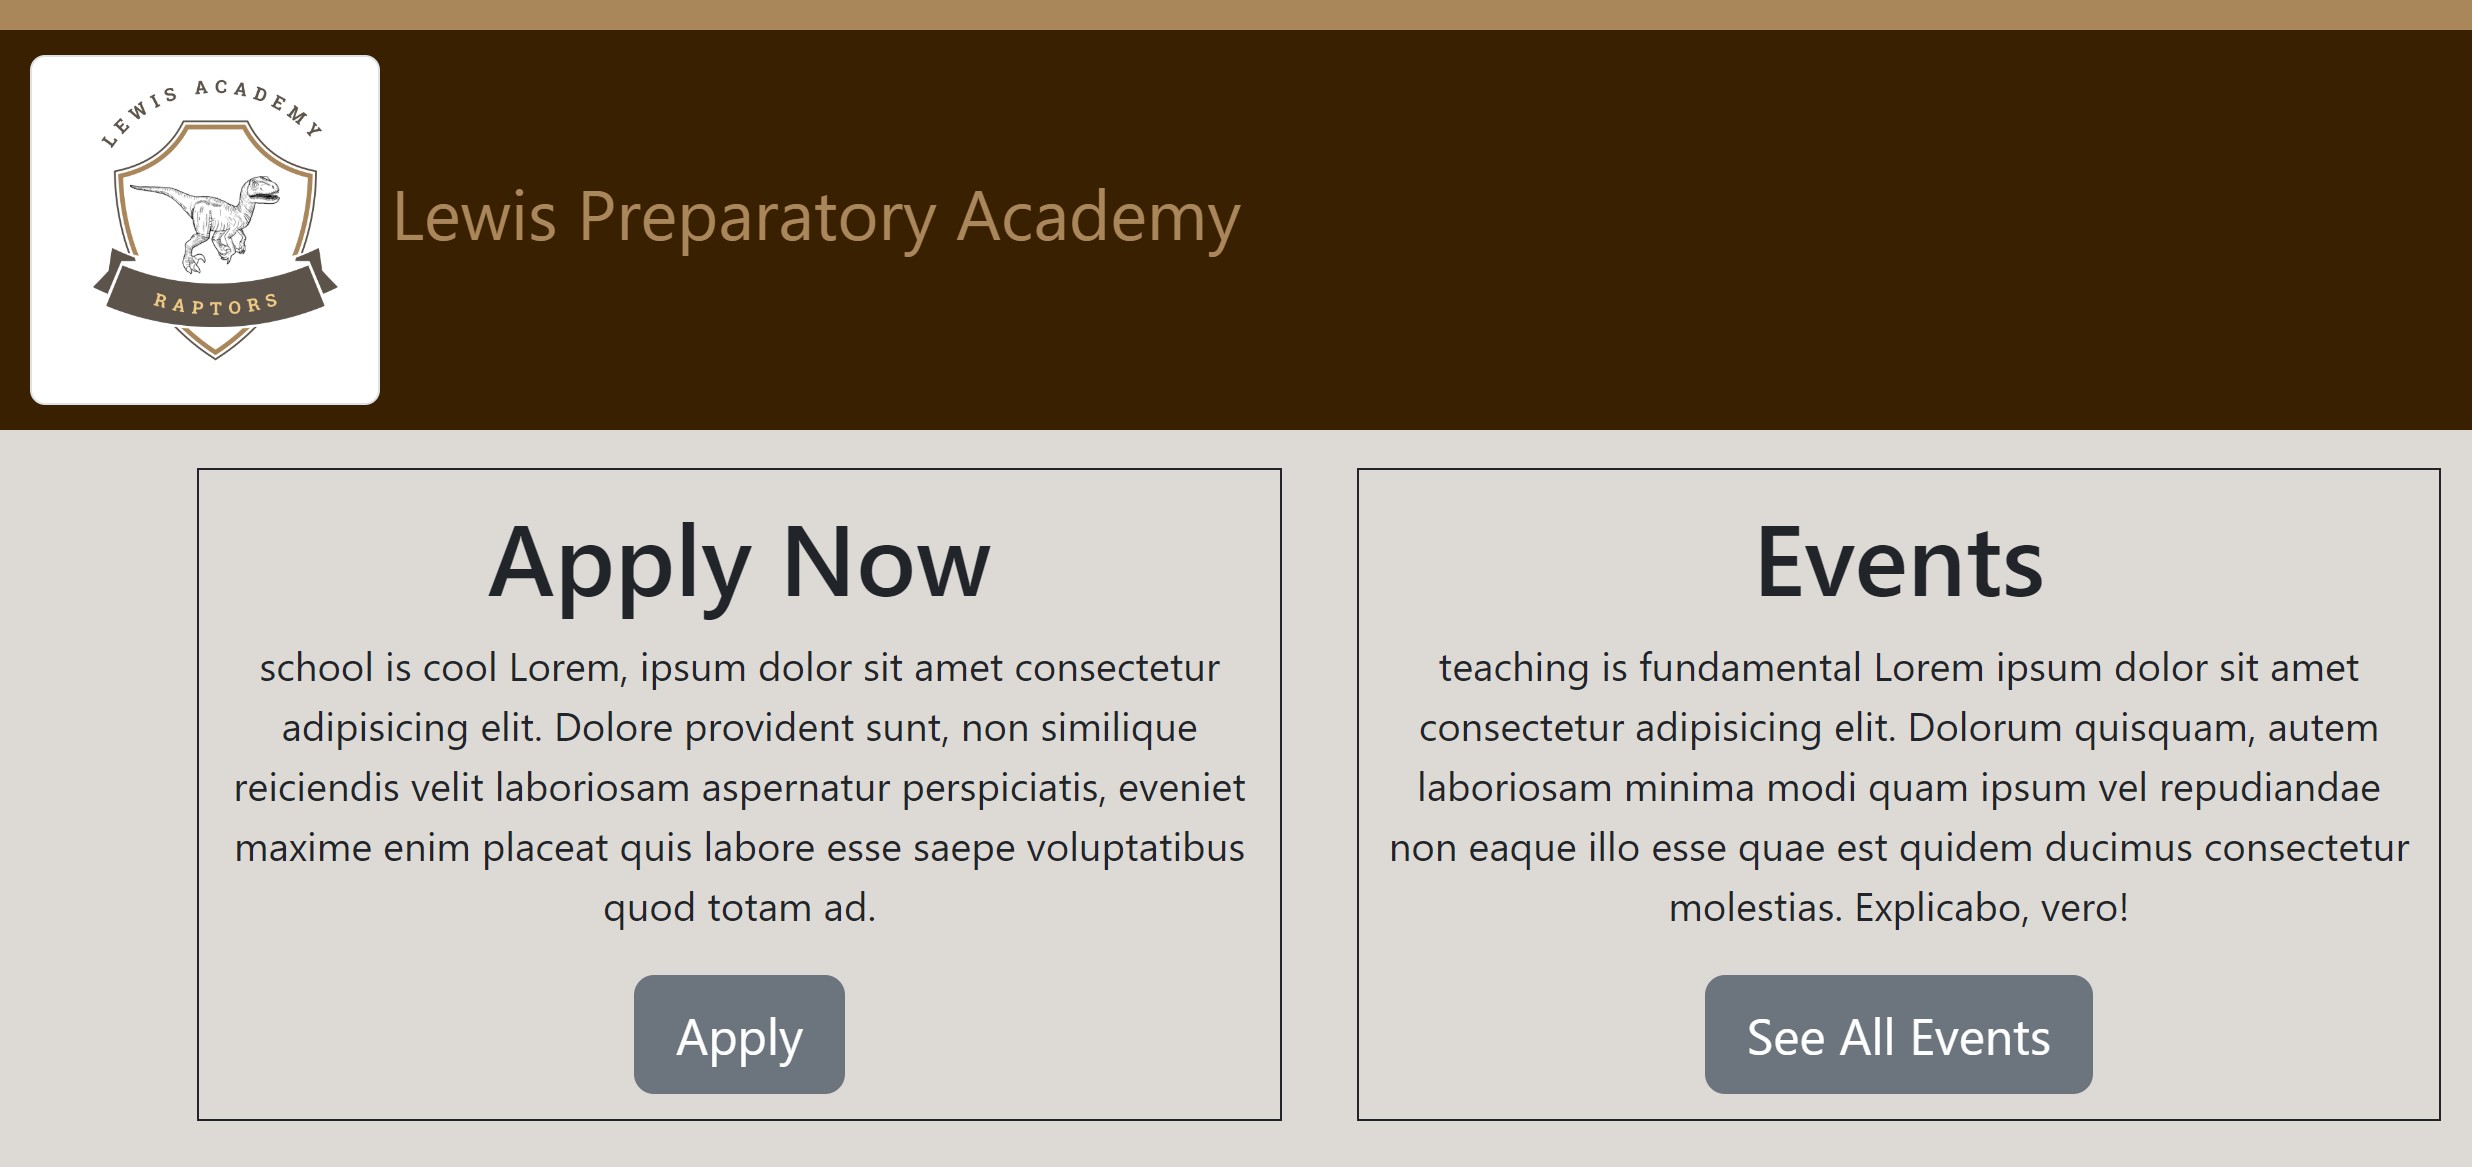 LEWIS ACADEMY
RAPTORS
Lewis Preparatory Academy
Apply Now
school is cool Lorem, ipsum dolor sit amet consectetur
adipisicing elit. Dolore provident sunt, non similique
reiciendis velit laboriosam aspernatur perspiciatis, eveniet
maxime enim placeat quis labore esse saepe voluptatibus
quod totam ad.
Apply
Events
teaching is fundamental Lorem ipsum dolor sit amet
consectetur adipisicing elit. Dolorum quisquam, autem
laboriosam minima modi quam ipsum vel repudiandae
non eaque illo esse quae est quidem ducimus consectetur
molestias. Explicabo, vero!
See All Events